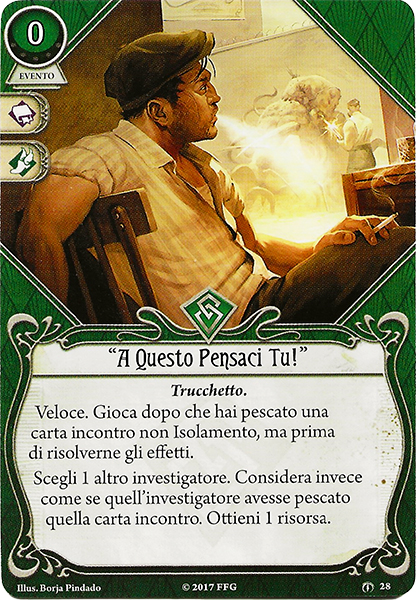 0
EVENTO
“A Questo Pensaci Tu!”
Trucchetto.
Veloce. Gioca dopo che hai pescato una
carta incontro non Isolamento, ma prima
di risolverne gli effetti.
Scegli 1 altro investigatore. Considera invece
come se quell'investigatore avesse pescato
quella carta incontro. Ottieni 1 risorsa.
Illus. Borja Pindado
© 2017 FFG
28